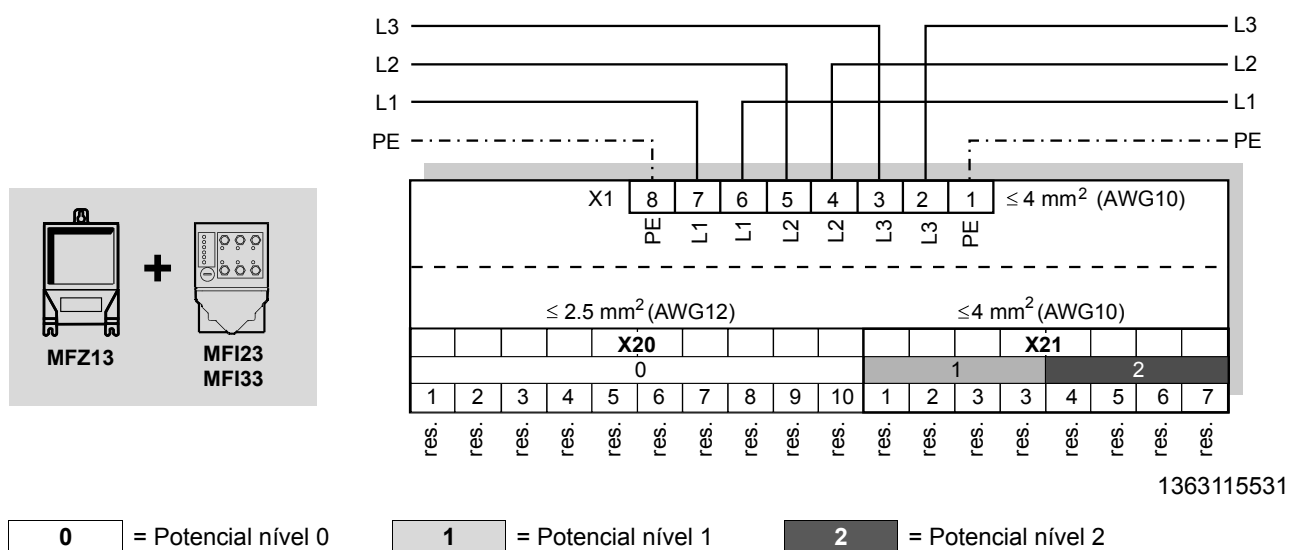 L3 L3
L2 L2
L1 L1
PE PE
X1 8 7 6 5 4 3 2 1 ≤ 4 mm² (AWG10)
PE L1 L1 L2 L2 L3 L3 PE
≤ 2.5 mm² (AWG12) ≤4 mm² (AWG10)
X20 X21
0 1 2
1 2 3 4 5 6 7 8 9 10 1 2 3 3 4 5 6 7
res. res. res. res. res. res. res. res. res. res. res. res. res. res. res. res. res. res.
MFZ13
MFI23
MFI33
1363115531
0 = Potencial nível 0 1 = Potencial nível 1 2 = Potencial nível 2